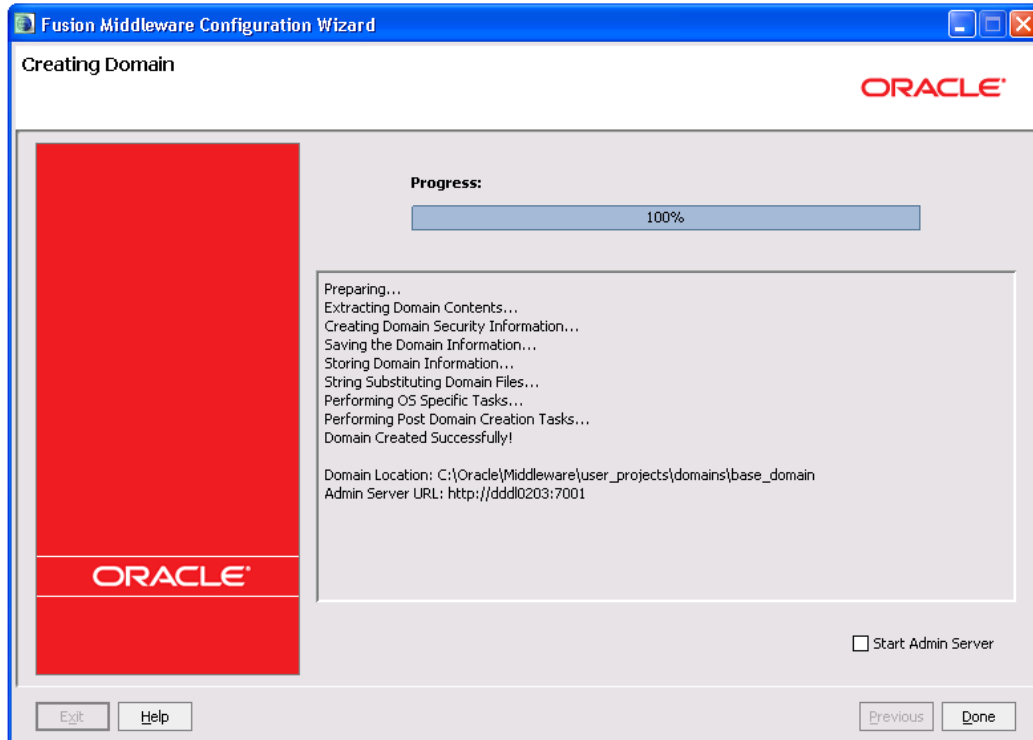 Fusion Middleware Configuration Wizard
Creating Domain
ORACLE
Progress:
100%
Preparing...
Extracting Domain Contents...
Creating Domain Security Information...
Saving the Domain Information...
Storing Domain Information...
String Substituting Domain Files...
Performing OS Specific Tasks...
Performing Post Domain Creation Tasks...
Domain Created Successfully!
Domain Location: C:\Oracle\Middleware\user_projects\domains\base_domain
Admin Server URL: http://dddl0203:7001
ORACLE
Start Admin Server
Exit Help Previous Done